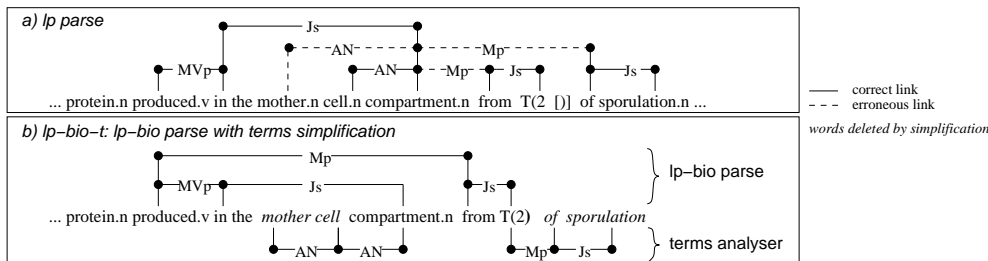 a) lp parse
Js
AN Mp
MVp AN Mp Js Js
... protein.n produced.v in the mother.n cell.n compartment.n from T(2 [)] of sporulation.n ...
correct link
erroneous link
words deleted by simplification
b) lp−bio−t: lp−bio parse with terms simplification
Mp
MVp Js Js
lp−bio parse
... protein.n produced.v in the mother cell compartment.n from T(2) of sporulation
AN AN Mp Js
terms analyser